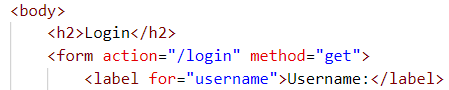 <body>
<h2>Login</h2>
<form action="/login" method="get">
<label for="username">Username:</label>